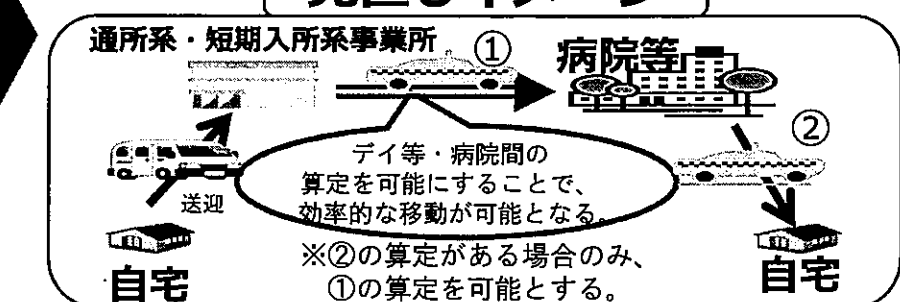 通所系・短期入所系事業所
①
病院等
②
デイ等・病院間の
算定を可能にすることで、
効率的な移動が可能となる。
送迎
※②の算定がある場合のみ、
①の算定を可能とする。
自宅
自宅